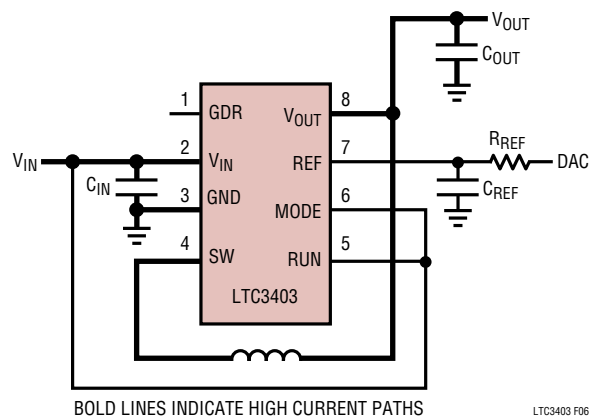 VOUT
COUT
1 GDR
VOUT 8
VIN
2 VIN
REF 7
RREF
DAC
CIN
3 GND
CREF
MODE 6
4 SW
RUN 5
LTC3403
BOLD LINES INDICATE HIGH CURRENT PATHS
LTC3403 F06